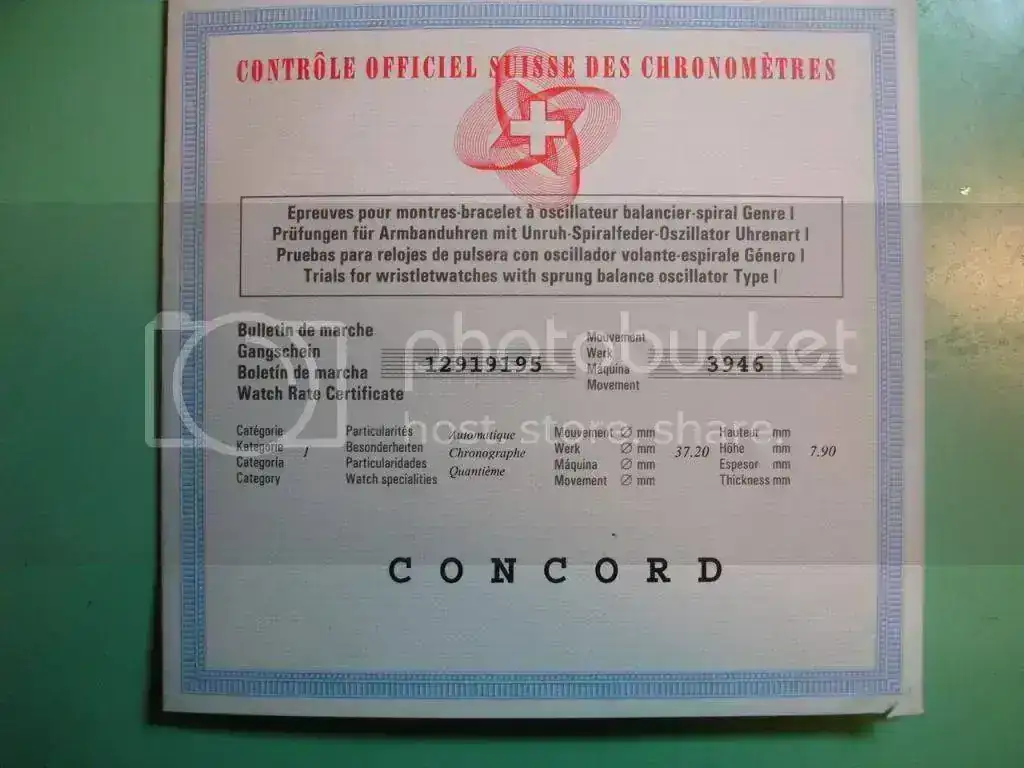 CONTRÔLE OFFICIEL SUISSE DES CHRONOMÈTRES
Epreuves pour montres-bracelet à oscillateur balancier-spiral Genre I
Prüfungen für Armbanduhren mit Unruh-Spiralfeder-Oszillator Uhrenart I
Pruebas para relojes de pulsera con oscillador volante-espirale Género I
Trials for wristletwatches with sprung balance oscillator Type I
Bulletin de marche
Gangschein
Boletín de marcha
Watch Rate Certificate
12919195
Mouvement
Werk
Máquina
Movement
3946
Catégorie
Kategorie
Categoria
Category
1
Particularités
Besonderheiten
Particularidades
Watch specialities
Automatique
Chronographe
Quantième
Mouvement ∅ mm
Werk ∅ mm
Máquina ∅ mm
Movement ∅ mm
37.20
Hauteur mm
Höhe mm
Espesor mm
Thickness mm
7.90
CONCORD
photobucket
host. store. share.